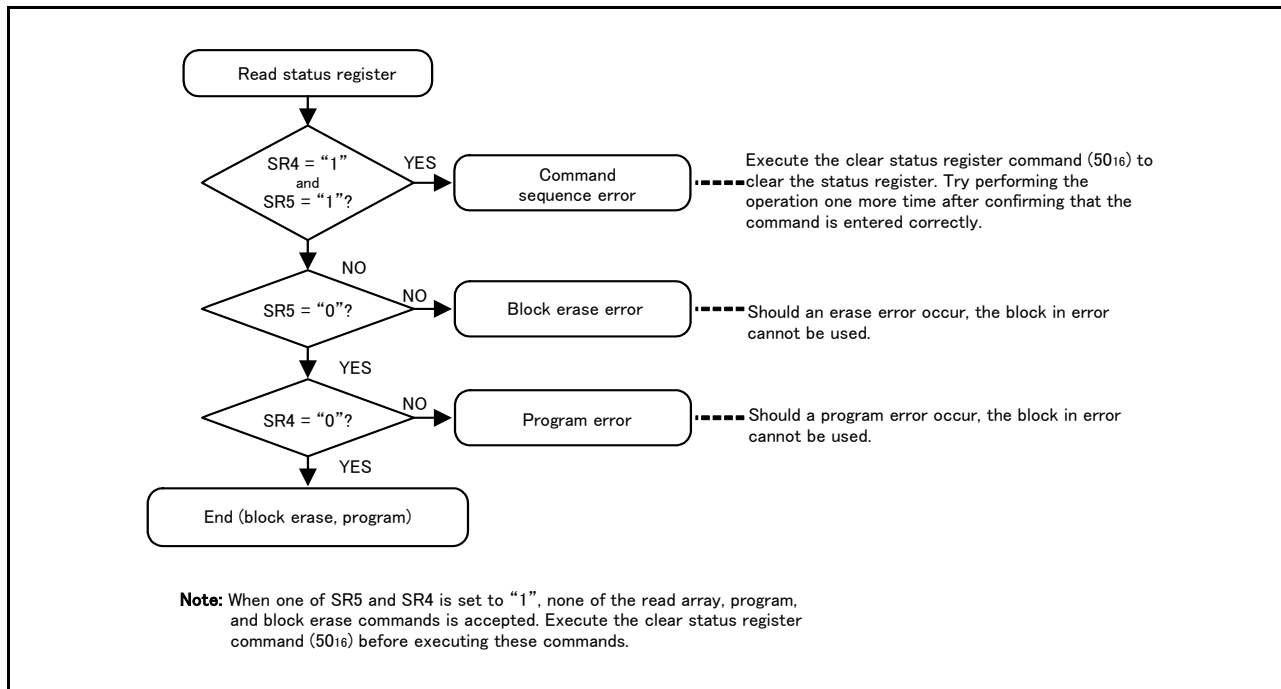 Read status register
SR4 = “1”
and
SR5 = “1”?
YES
Command
sequence error
Execute the clear status register command (5016) to
clear the status register. Try performing the
operation one more time after confirming that the
command is entered correctly.
NO
SR5 = “0”?
NO
Block erase error
Should an erase error occur, the block in error
cannot be used.
YES
SR4 = “0”?
NO
Program error
Should a program error occur, the block in error
cannot be used.
YES
End (block erase, program)
Note: When one of SR5 and SR4 is set to “1”, none of the read array, program,
and block erase commands is accepted. Execute the clear status register
command (5016) before executing these commands.